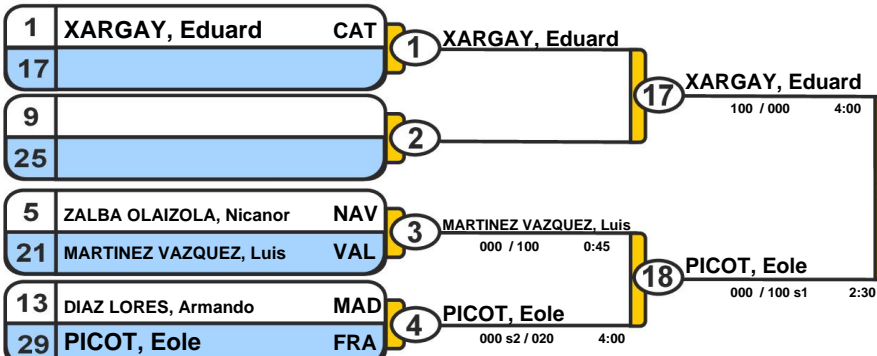 1 XARGAY, Eduard CAT
17
1 XARGAY, Eduard
9
25
2
17 XARGAY, Eduard
100 / 000 4:00
5 ZALBA OLAIZOLA, Nicanor NAV
21 MARTINEZ VAZQUEZ, Luis VAL
3 MARTINEZ VAZQUEZ, Luis
000 / 100 0:45
13 DIAZ LORES, Armando MAD
29 PICOT, Eole FRA
4 PICOT, Eole
000 s2 / 020 4:00
18 PICOT, Eole
000 / 100 s1 2:30